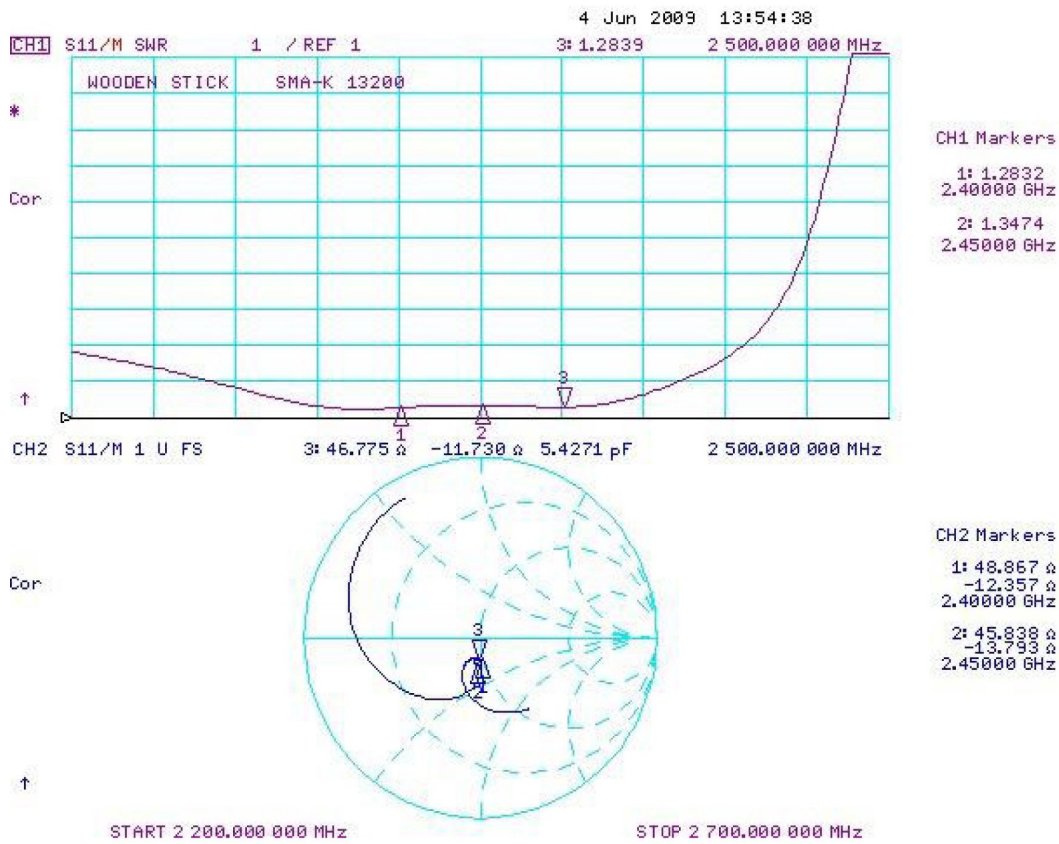 4 Jun 2009 13:54:38
CH1 S11/M SWR 1 / REF 1 3: 1.2839 2 500.000 000 MHz
WOODEN STICK SMA-K 13200
*
CH1 Markers
1: 1.2832
2.40000 GHz
Cor
2: 1.3474
2.45000 GHz
3
↑
1
2
CH2 S11/M 1 U FS 3: 46.775 Ω -11.730 Ω 5.4271 pF 2 500.000 000 MHz
CH2 Markers
1: 48.867 Ω
-12.357 Ω
2.40000 GHz
Cor
3
2: 45.838 Ω
-13.793 Ω
2.45000 GHz
1
2
↑
START 2 200.000 000 MHz STOP 2 700.000 000 MHz